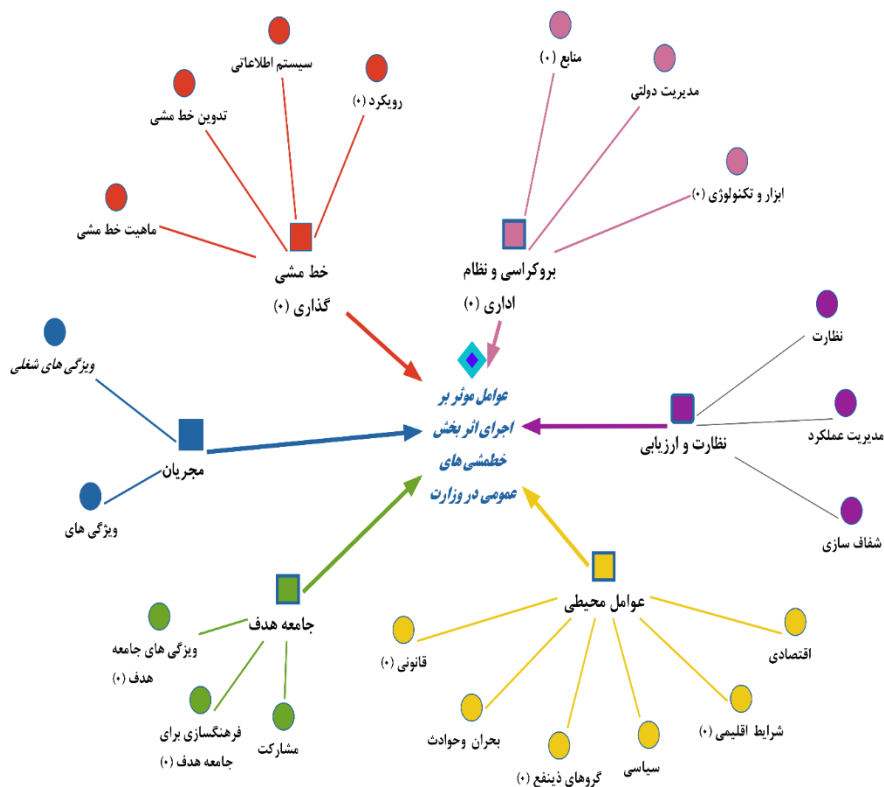 منابع (۰)
سیستم اطلاعاتی
مدیریت دولتی
رویکرد (۰)
تدوین خط مشی
ابزار و تکنولوژی (۰)
ماهیت خط مشی
بروکراسی و نظام
اداری (۰)
خط مشی
گذاری (۰)
نظارت
ویژگی های شغلی
عوامل موثر بر
اجرای اثر بخش
خطمشی های
عمومی در وزارت
مدیریت عملکرد
نظارت و ارزیابی
مجریان
ویژگی های
شفاف سازی
عوامل محیطی
جامعه هدف
اقتصادی
قانونی (۰)
ویژگی های جامعه
هدف (۰)
شرایط اقلیمی (۰)
بحران وحوادث
فرهنگسازی برای
جامعه هدف (۰)
مشارکت
سیاسی
گروهای ذینفع (۰)